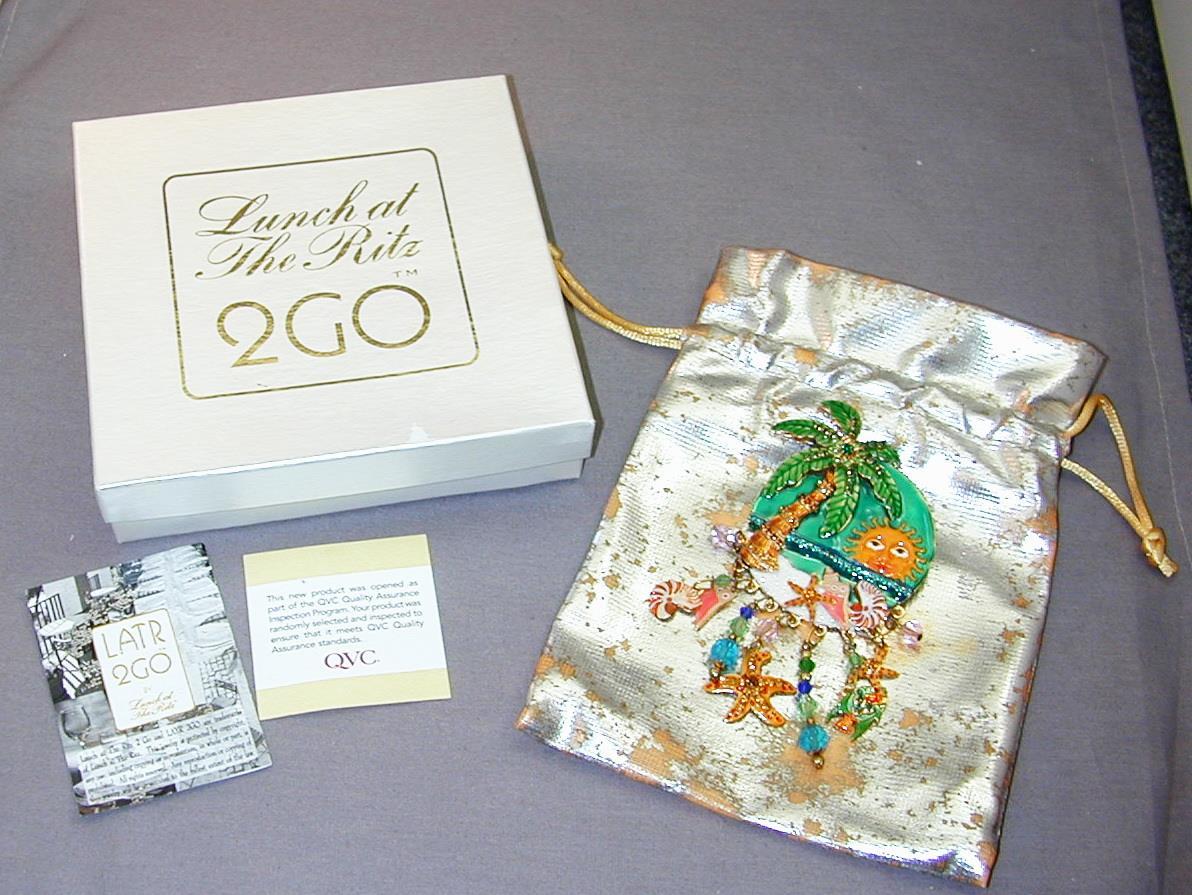 Lunch at
The Ritz
TM
2GO
LATR
2GO
Lunch at
The Ritz
This new product was opened as
part of the QVC Quality Assurance
Inspection Program. Your product was
randomly selected and inspected to
ensure that it meets QVC Quality
Assurance standards.
QVC